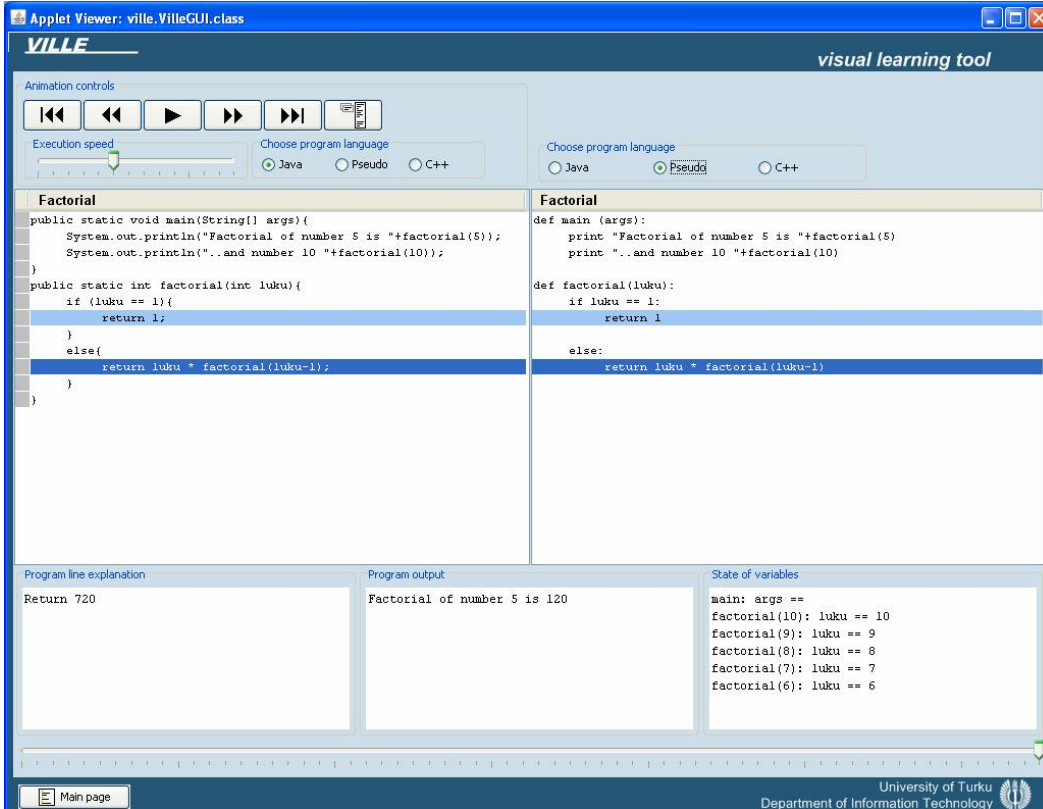 Applet Viewer: ville.VilleGUI.class
VILLE
visual learning tool
Animation controls
Execution speed
Choose program language
Java Pseudo C++
Choose program language
Java Pseudo C++
Factorial
public static void main(String[] args){
System.out.println("Factorial of number 5 is "+factorial(5));
System.out.println("..and number 10 "+factorial(10));
}
public static int factorial(int luku){
if (luku == 1){
return 1;
}
else{
return luku * factorial(luku-1);
}
}
Factorial
def main (args):
print "Factorial of number 5 is "+factorial(5)
print "..and number 10 "+factorial(10)
def factorial(luku):
if luku == 1:
return 1
else:
return luku * factorial(luku-1)
Program line explanation
Return 720
Program output
Factorial of number 5 is 120
State of variables
main: args ==
factorial(10): luku == 10
factorial(9): luku == 9
factorial(8): luku == 8
factorial(7): luku == 7
factorial(6): luku == 6
Main page
University of Turku
Department of Information Technology